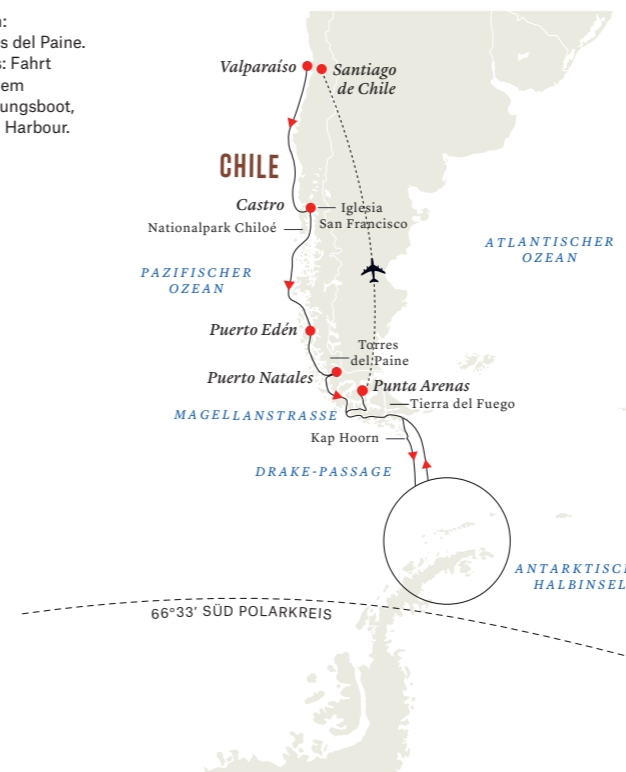 s del Paine.
s: Fahrt
ungsboot,
Harbour.
Valparaíso
Santiago
de Chile
CHILE
Castro
Iglesia
San Francisco
Nationalpark Chiloé
ATLANTISCHER
OZEAN
PAZIFISCHER
OZEAN
Puerto Edén
Torres
del Paine
Puerto Natales
Punta Arenas
Tierra del Fuego
MAGELLANSTRASSE
Kap Hoorn
DRAKE-PASSAGE
ANTARKTISC
HALBINSEL
66°33' SÜD POLARKREIS